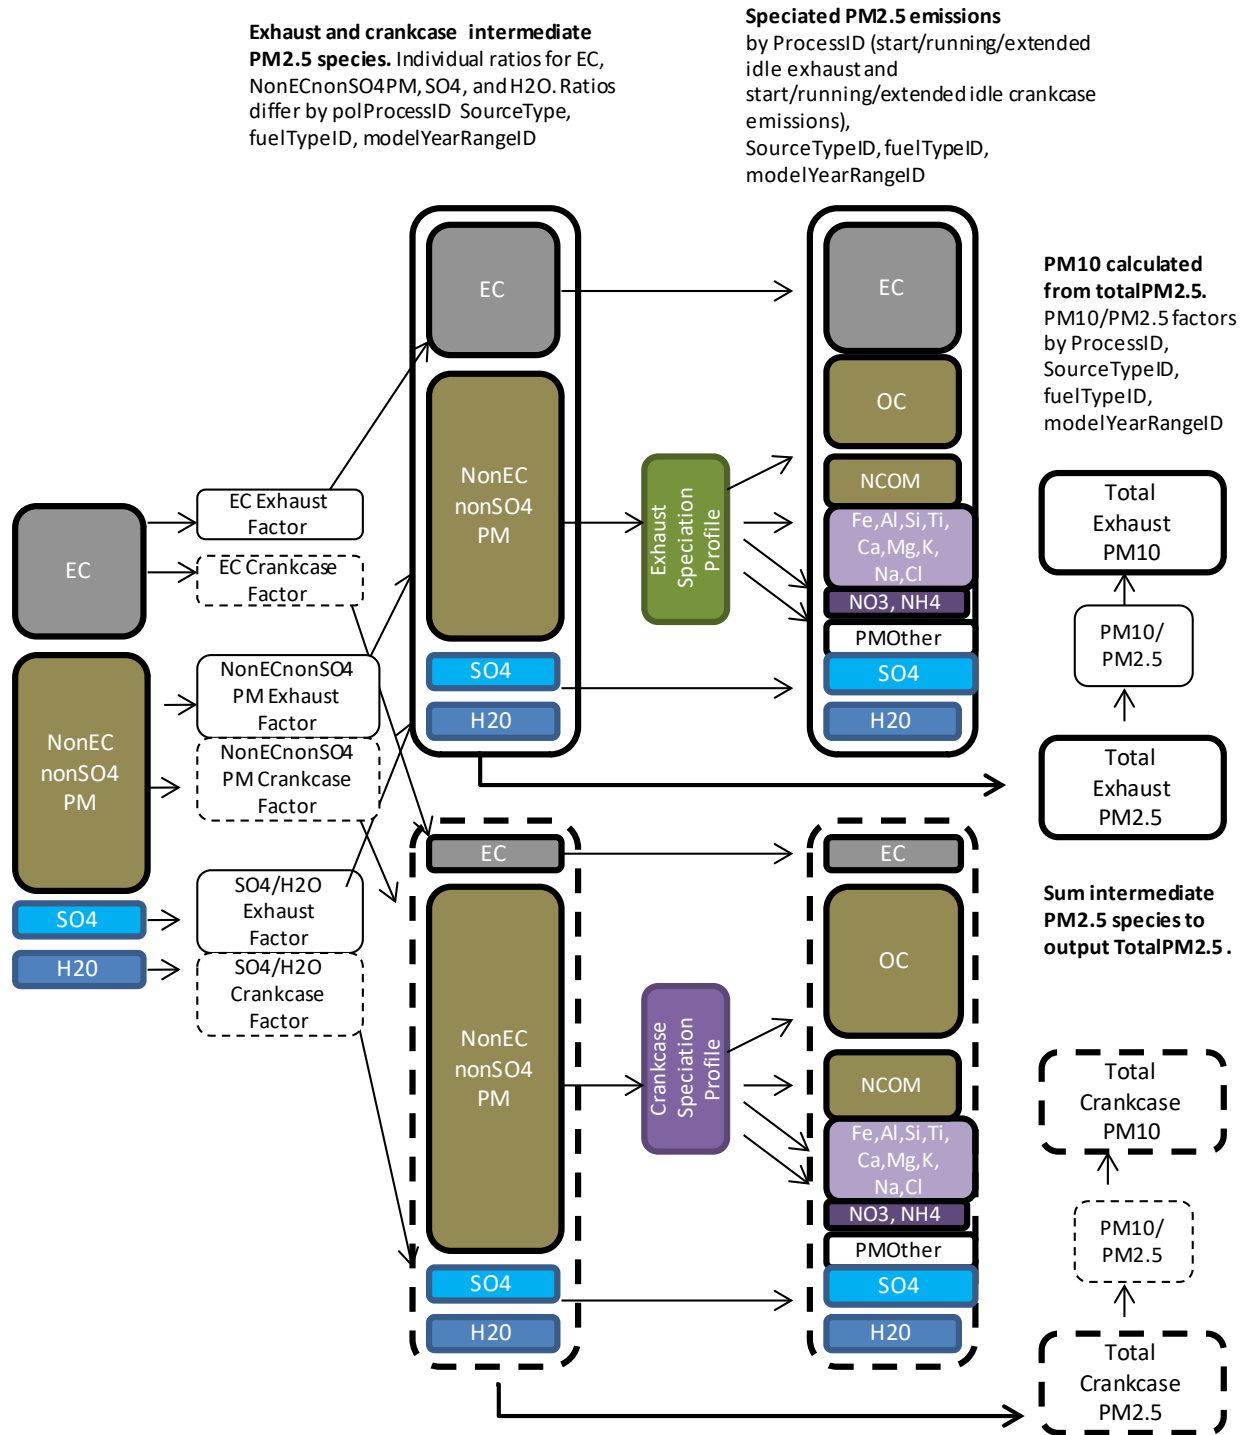 Exhaust and crankcase intermediate
PM2.5 species. Individual ratios for EC,
NonECnonSO4PM, SO4, and H2O. Ratios
differ by polProcessID SourceType,
fuelTypeID, modelYearRangeID
Speciated PM2.5 emissions
by ProcessID (start/running/extended
idle exhaust and
start/running/extended idle crankcase
emissions),
SourceTypeID, fuelTypeID,
modelYearRangeID
PM10 calculated
from totalPM2.5.
PM10/PM2.5 factors
by ProcessID,
SourceTypeID,
fuelTypeID,
modelYearRangeID
EC
NonEC
nonSO4
PM
SO4
H20
EC Exhaust
Factor
EC Crankcase
Factor
NonECnonSO4
PM Exhaust
Factor
NonECnonSO4
PM Crankcase
Factor
SO4/H2O
Exhaust
Factor
SO4/H2O
Crankcase
Factor
EC
NonEC
nonSO4
PM
SO4
H20
Exhaust
Speciation
Profile
EC
OC
NCOM
Fe,Al,Si,Ti,
Ca,Mg,K,
Na,Cl
NO3, NH4
PMOther
SO4
H20
Total
Exhaust
PM10
PM10/
PM2.5
Total
Exhaust
PM2.5
Sum intermediate
PM2.5 species to
output TotalPM2.5.
EC
NonEC
nonSO4
PM
SO4
H20
Crankcase
Speciation
Profile
EC
OC
NCOM
Fe,Al,Si,Ti,
Ca,Mg,K,
Na,Cl
NO3, NH4
PMOther
SO4
H20
Total
Crankcase
PM10
PM10/
PM2.5
Total
Crankcase
PM2.5